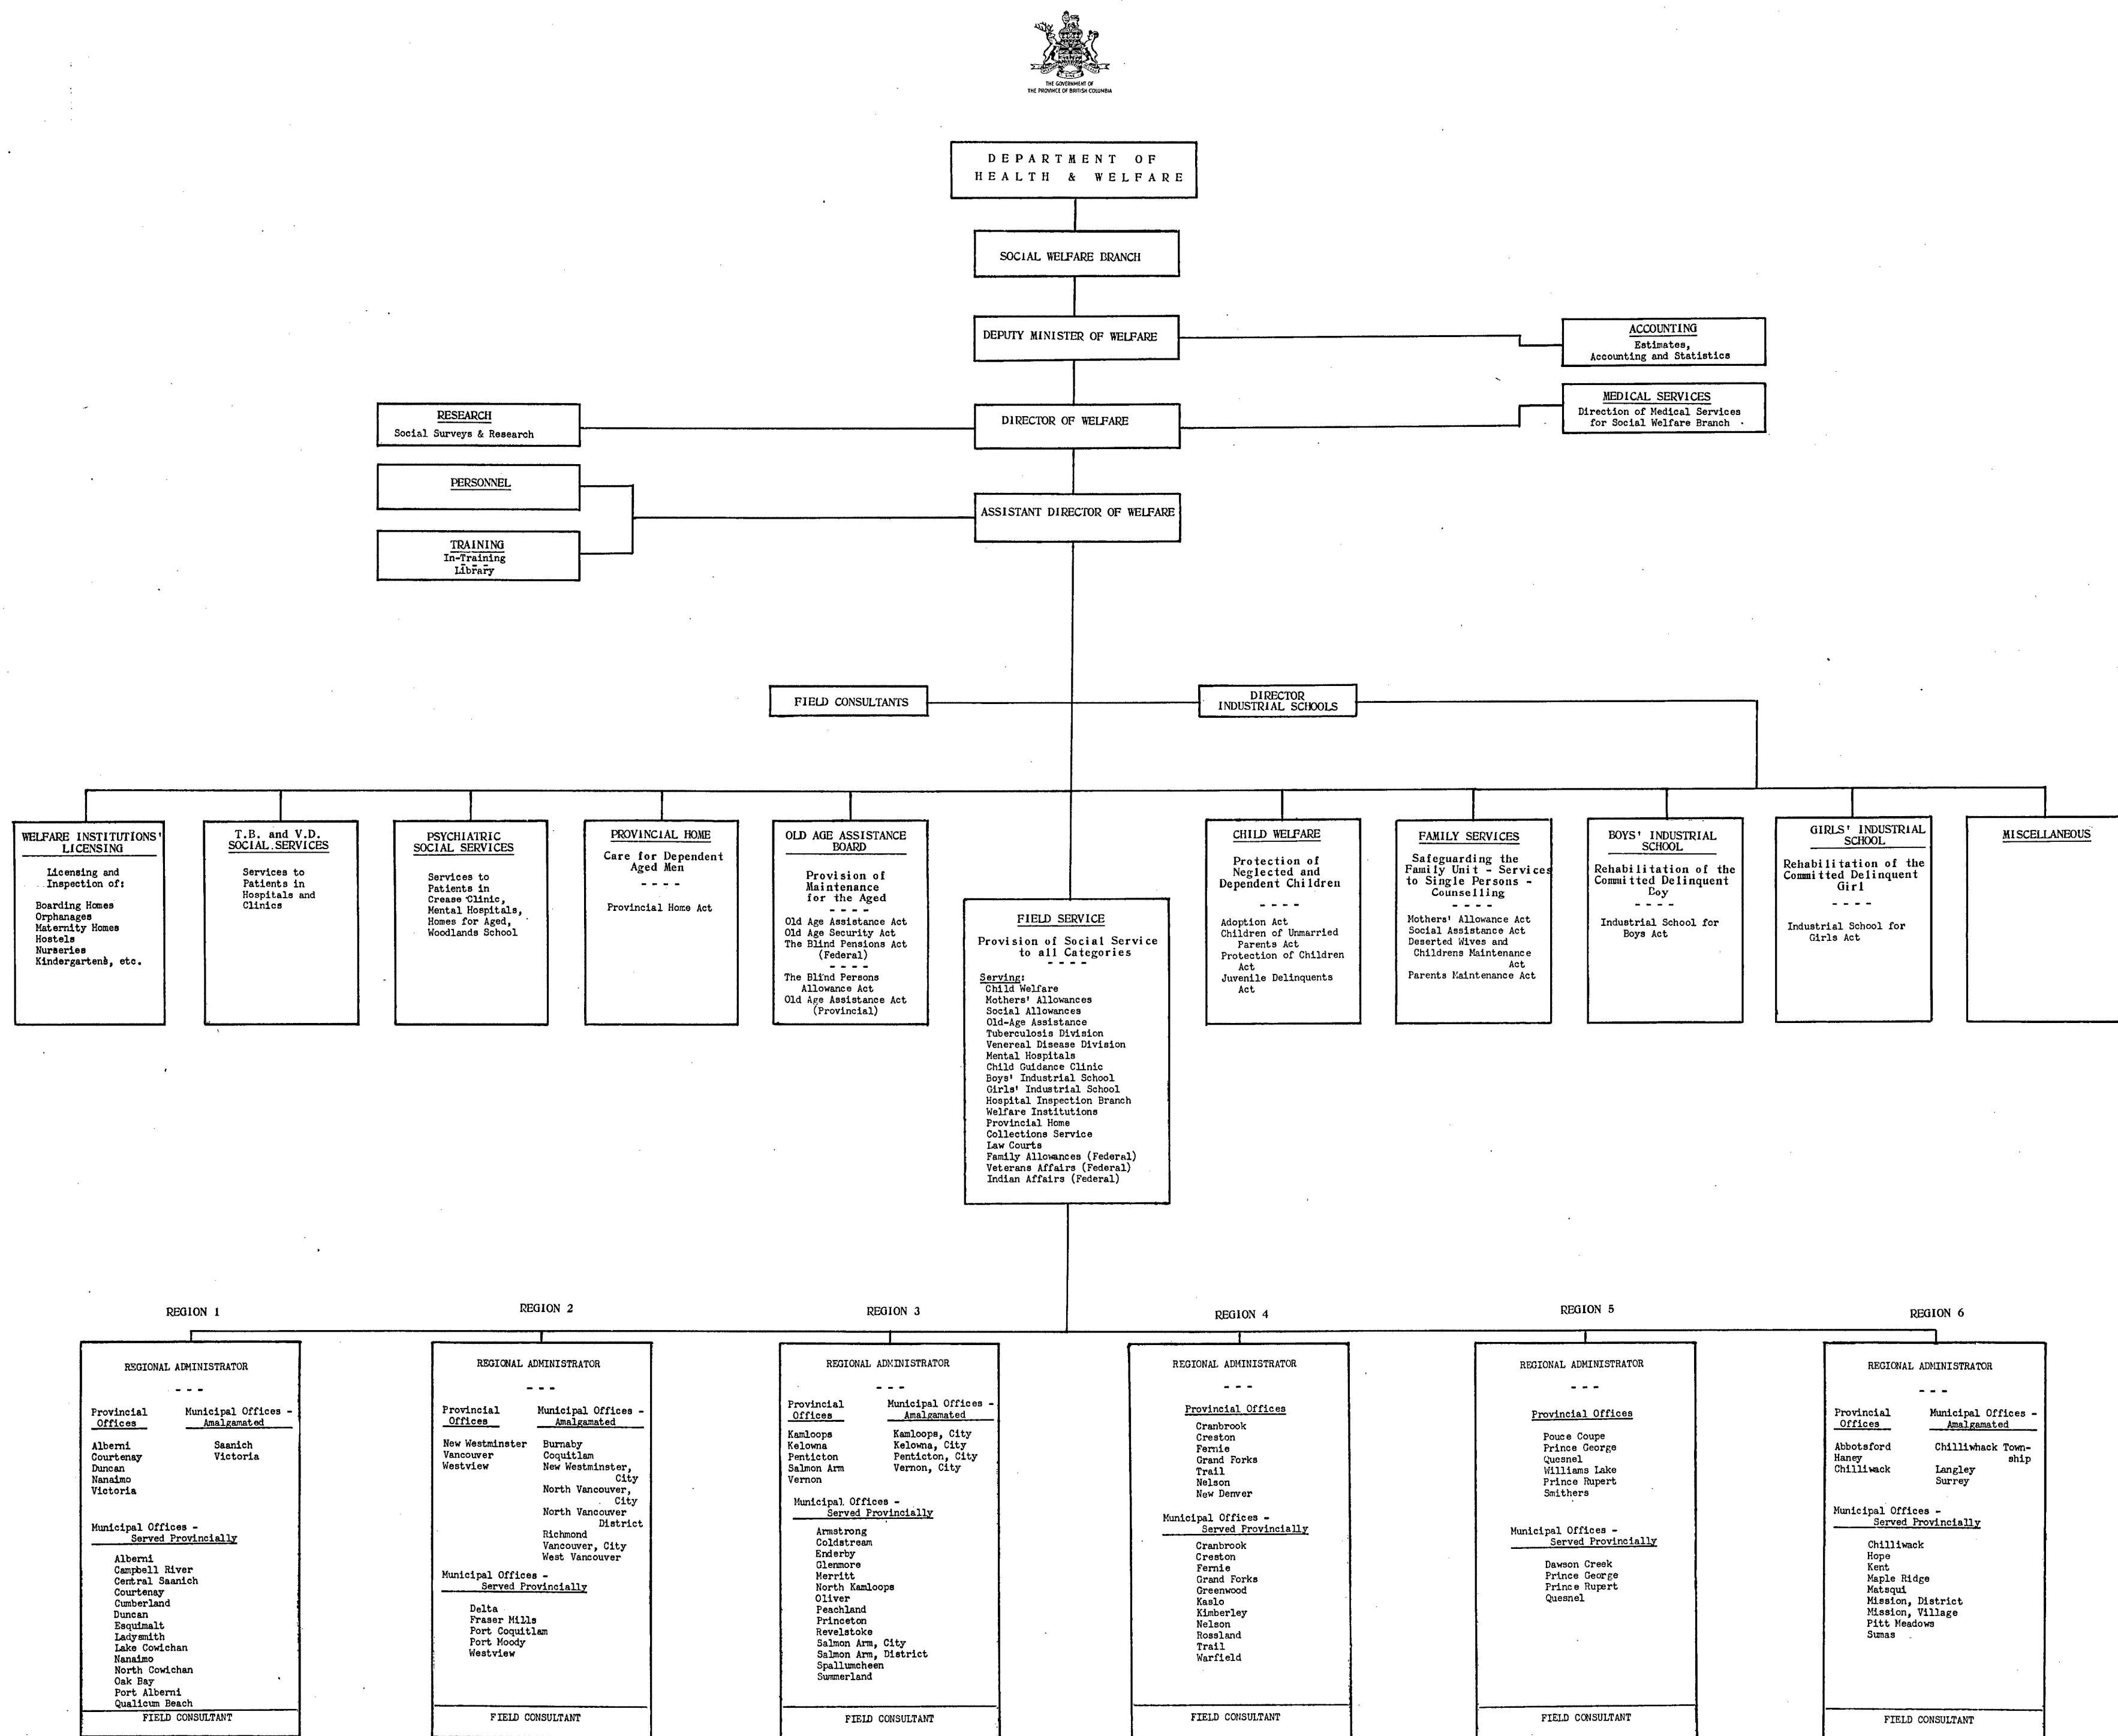 THE GOVERNMENT OF
THE PROVINCE OF BRITISH COLUMBIA
DEPARTMENT OF
HEALTH & WELFARE
SOCIAL WELFARE BRANCH
DEPUTY MINISTER OF WELFARE
ACCOUNTING
Estimates,
Accounting and Statistics
MEDICAL SERVICES
Direction of Medical Services
for Social Welfare Branch
RESEARCH
Social Surveys & Research
DIRECTOR OF WELFARE
PERSONNEL
ASSISTANT DIRECTOR OF WELFARE
TRAINING
In-Training
Library
FIELD CONSULTANTS
DIRECTOR
INDUSTRIAL SCHOOLS
WELFARE INSTITUTIONS'
LICENSING
Licensing and
Inspection of:
Boarding Homes
Orphanages
Maternity Homes
Hostels
Nurseries
Kindergartens, etc.
T.B. and V.D.
SOCIAL SERVICES
Services to
Patients in
Hospitals and
Clinics
PSYCHIATRIC
SOCIAL SERVICES
Services to
Patients in
Crease Clinic,
Mental Hospitals,
Homes for Aged,
Woodlands School
PROVINCIAL HOME
Care for Dependent
Aged Men
- - - -
Provincial Home Act
OLD AGE ASSISTANCE
BOARD
Provision of
Maintenance
for the Aged
- - - -
Old Age Assistance Act
Old Age Security Act
The Blind Pensions Act
(Federal)
- - - -
The Blind Persons
Allowance Act
Old Age Assistance Act
(Provincial)
FIELD SERVICE
Provision of Social Service
to all Categories
- - - -
Serving:
Child Welfare
Mothers' Allowances
Social Allowances
Old-Age Assistance
Tuberculosis Division
Venereal Disease Division
Mental Hospitals
Child Guidance Clinic
Boys' Industrial School
Girls' Industrial School
Hospital Inspection Branch
Welfare Institutions
Provincial Home
Collections Service
Law Courts
Family Allowances (Federal)
Veterans Affairs (Federal)
Indian Affairs (Federal)
CHILD WELFARE
Protection of
Neglected and
Dependent Children
- - - -
Adoption Act
Children of Unmarried
Parents Act
Protection of Children
Act
Juvenile Delinquents
Act
FAMILY SERVICES
Safeguarding the
Family Unit - Services
to Single Persons -
Counselling
- - - -
Mothers' Allowance Act
Social Assistance Act
Deserted Wives and
Childrens Maintenance
Act
Parents Maintenance Act
BOYS' INDUSTRIAL
SCHOOL
Rehabilitation of the
Committed Delinquent
Boy
- - - -
Industrial School for
Boys Act
GIRLS' INDUSTRIAL
SCHOOL
Rehabilitation of the
Committed Delinquent
Girl
- - - -
Industrial School for
Girls Act
MISCELLANEOUS
REGION 1
REGIONAL ADMINISTRATOR
- - -
Provincial
Offices
Alberni
Courtenay
Duncan
Nanaimo
Victoria
Municipal Offices -
Amalgamated
Saanich
Victoria
Municipal Offices -
Served Provincially
Alberni
Campbell River
Central Saanich
Courtenay
Cumberland
Duncan
Esquimalt
Ladysmith
Lake Cowichan
Nanaimo
North Cowichan
Oak Bay
Port Alberni
Qualicum Beach
FIELD CONSULTANT
REGION 2
REGIONAL ADMINISTRATOR
- - -
Provincial
Offices
New Westminster
Vancouver
Westview
Municipal Offices -
Amalgamated
Burnaby
Coquitlam
New Westminster,
City
North Vancouver,
City
North Vancouver
District
Richmond
Vancouver, City
West Vancouver
Municipal Offices -
Served Provincially
Delta
Fraser Mills
Port Coquitlam
Port Moody
Westview
FIELD CONSULTANT
REGION 3
REGIONAL ADMINISTRATOR
- - -
Provincial
Offices
Kamloops
Kelowna
Penticton
Salmon Arm
Vernon
Municipal Offices -
Amalgamated
Kamloops, City
Kelowna, City
Penticton, City
Vernon, City
Municipal Offices -
Served Provincially
Armstrong
Coldstream
Enderby
Glenmore
Merritt
North Kamloops
Oliver
Peachland
Princeton
Revelstoke
Salmon Arm, City
Salmon Arm, District
Spallumcheen
Summerland
FIELD CONSULTANT
REGION 4
REGIONAL ADMINISTRATOR
- - -
Provincial Offices
Cranbrook
Creston
Fernie
Grand Forks
Trail
Nelson
New Denver
Municipal Offices -
Served Provincially
Cranbrook
Creston
Fernie
Grand Forks
Greenwood
Kaslo
Kimberley
Nelson
Rossland
Trail
Warfield
FIELD CONSULTANT
REGION 5
REGIONAL ADMINISTRATOR
- - -
Provincial Offices
Pouce Coupe
Prince George
Quesnel
Williams Lake
Prince Rupert
Smithers
Municipal Offices -
Served Provincially
Dawson Creek
Prince George
Prince Rupert
Quesnel
FIELD CONSULTANT
REGION 6
REGIONAL ADMINISTRATOR
- - -
Provincial
Offices
Abbotsford
Haney
Chilliwack
Municipal Offices -
Amalgamated
Chilliwhack Town-
ship
Langley
Surrey
Municipal Offices -
Served Provincially
Chilliwack
Hope
Kent
Maple Ridge
Matsqui
Mission, District
Mission, Village
Pitt Meadows
Sumas
FIELD CONSULTANT